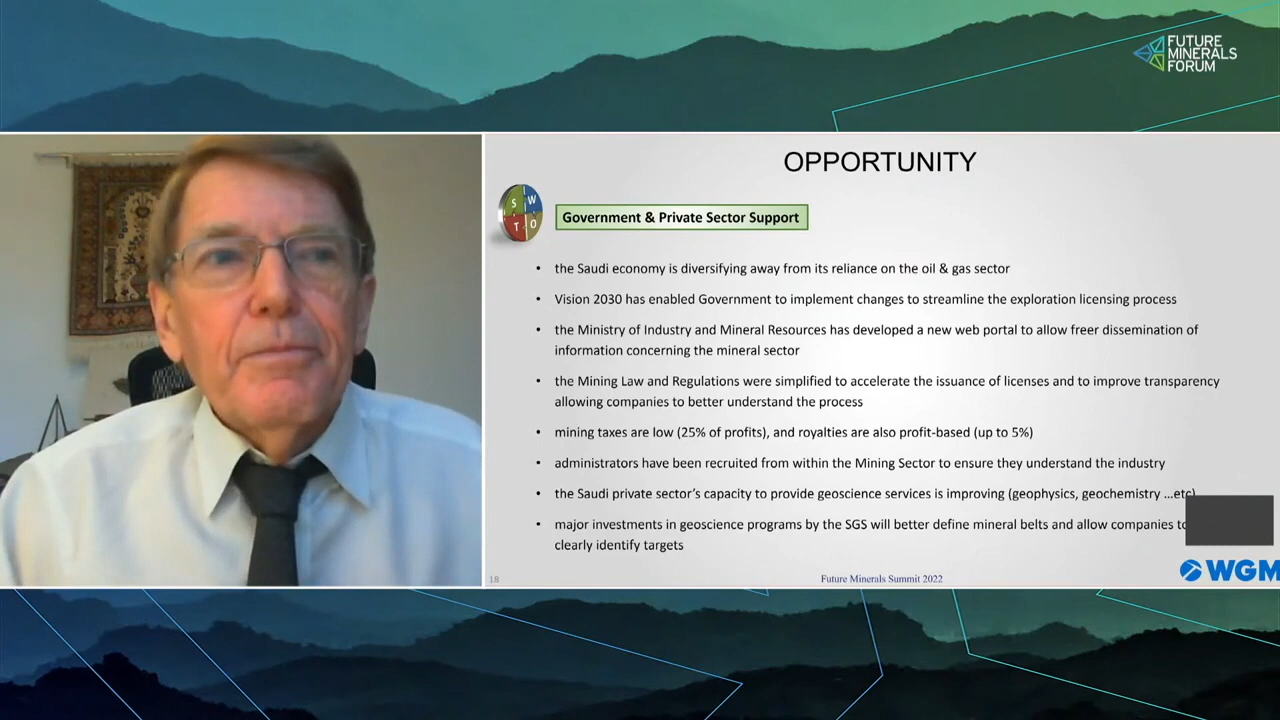 FUTURE
MINERALS
FORUM
OPPORTUNITY
S W
T O
Government & Private Sector Support
• the Saudi economy is diversifying away from its reliance on the oil & gas sector
• Vision 2030 has enabled Government to implement changes to streamline the exploration licensing process
• the Ministry of Industry and Mineral Resources has developed a new web portal to allow freer dissemination of
information concerning the mineral sector
• the Mining Law and Regulations were simplified to accelerate the issuance of licenses and to improve transparency
allowing companies to better understand the process
• mining taxes are low (25% of profits), and royalties are also profit-based (up to 5%)
• administrators have been recruited from within the Mining Sector to ensure they understand the industry
• the Saudi private sector's capacity to provide geoscience services is improving (geophysics, geochemistry ...etc)
• major investments in geoscience programs by the SGS will better define mineral belts and allow companies to
clearly identify targets
18
Future Minerals Summit 2022
WGM